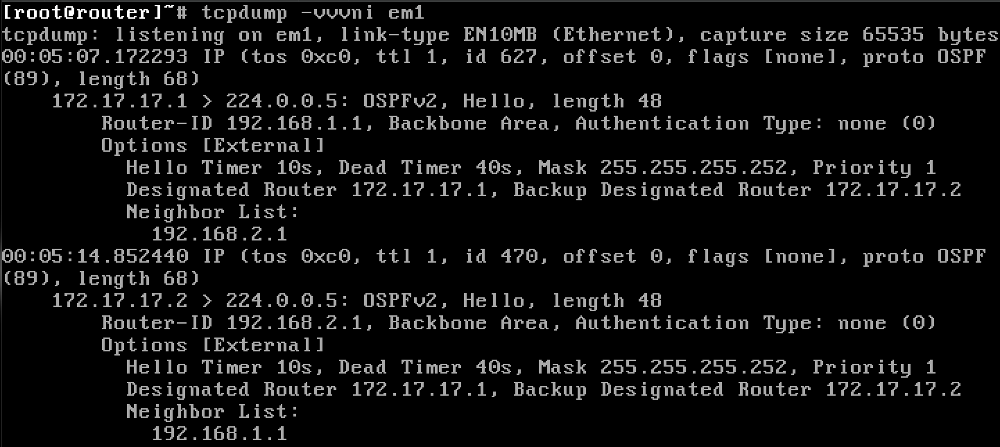 [root@router]~# tcpdump -vvvni em1
tcpdump: listening on em1, link-type EN10MB (Ethernet), capture size 65535 bytes
00:05:07.172293 IP (tos 0xc0, ttl 1, id 627, offset 0, flags [none], proto OSPF
(89), length 68)
    172.17.17.1 > 224.0.0.5: OSPFv2, Hello, length 48
        Router-ID 192.168.1.1, Backbone Area, Authentication Type: none (0)
        Options [External]
          Hello Timer 10s, Dead Timer 40s, Mask 255.255.255.252, Priority 1
          Designated Router 172.17.17.1, Backup Designated Router 172.17.17.2
          Neighbor List:
            192.168.2.1
00:05:14.852440 IP (tos 0xc0, ttl 1, id 470, offset 0, flags [none], proto OSPF
(89), length 68)
    172.17.17.2 > 224.0.0.5: OSPFv2, Hello, length 48
        Router-ID 192.168.2.1, Backbone Area, Authentication Type: none (0)
        Options [External]
          Hello Timer 10s, Dead Timer 40s, Mask 255.255.255.252, Priority 1
          Designated Router 172.17.17.1, Backup Designated Router 172.17.17.2
          Neighbor List:
            192.168.1.1